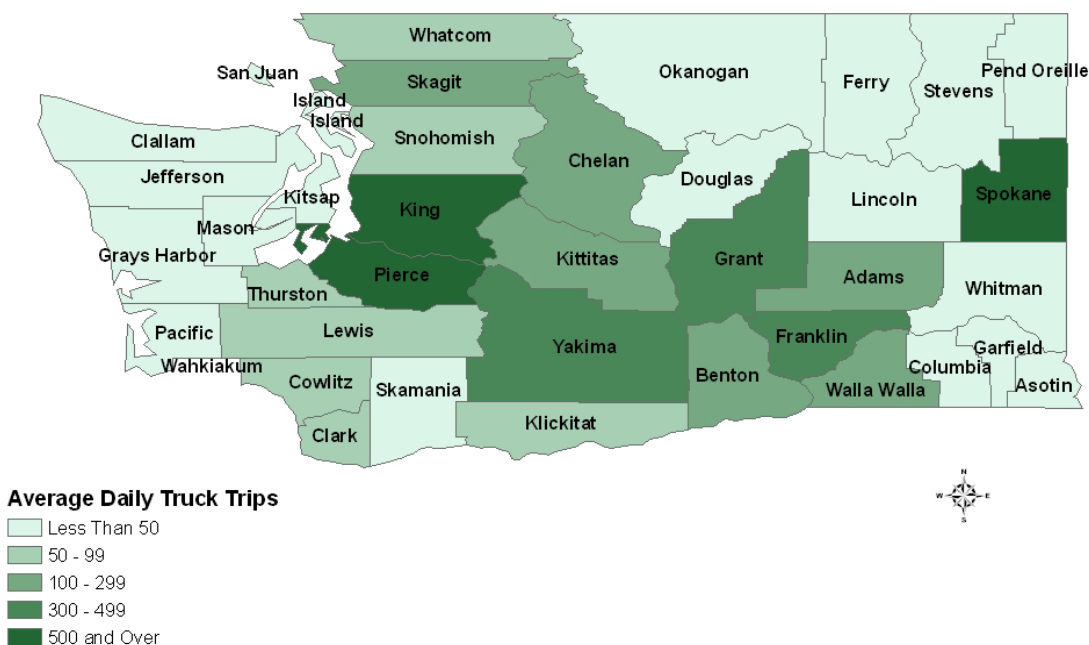 Whatcom
San Juan
Skagit
Okanogan
Ferry
Stevens
Pend Oreille
Island
Island
Clallam
Snohomish
Chelan
Jefferson
Kitsap
Douglas
Lincoln
Spokane
King
Mason
Grays Harbor
Kittitas
Grant
Pierce
Adams
Whitman
Thurston
Pacific
Lewis
Yakima
Franklin
Garfield
Wahkiakum
Cowlitz
Skamania
Benton
Columbia
Walla Walla
Asotin
Clark
Klickitat
N
W
E
S
Average Daily Truck Trips
Less Than 50
50 - 99
100 - 299
300 - 499
500 and Over